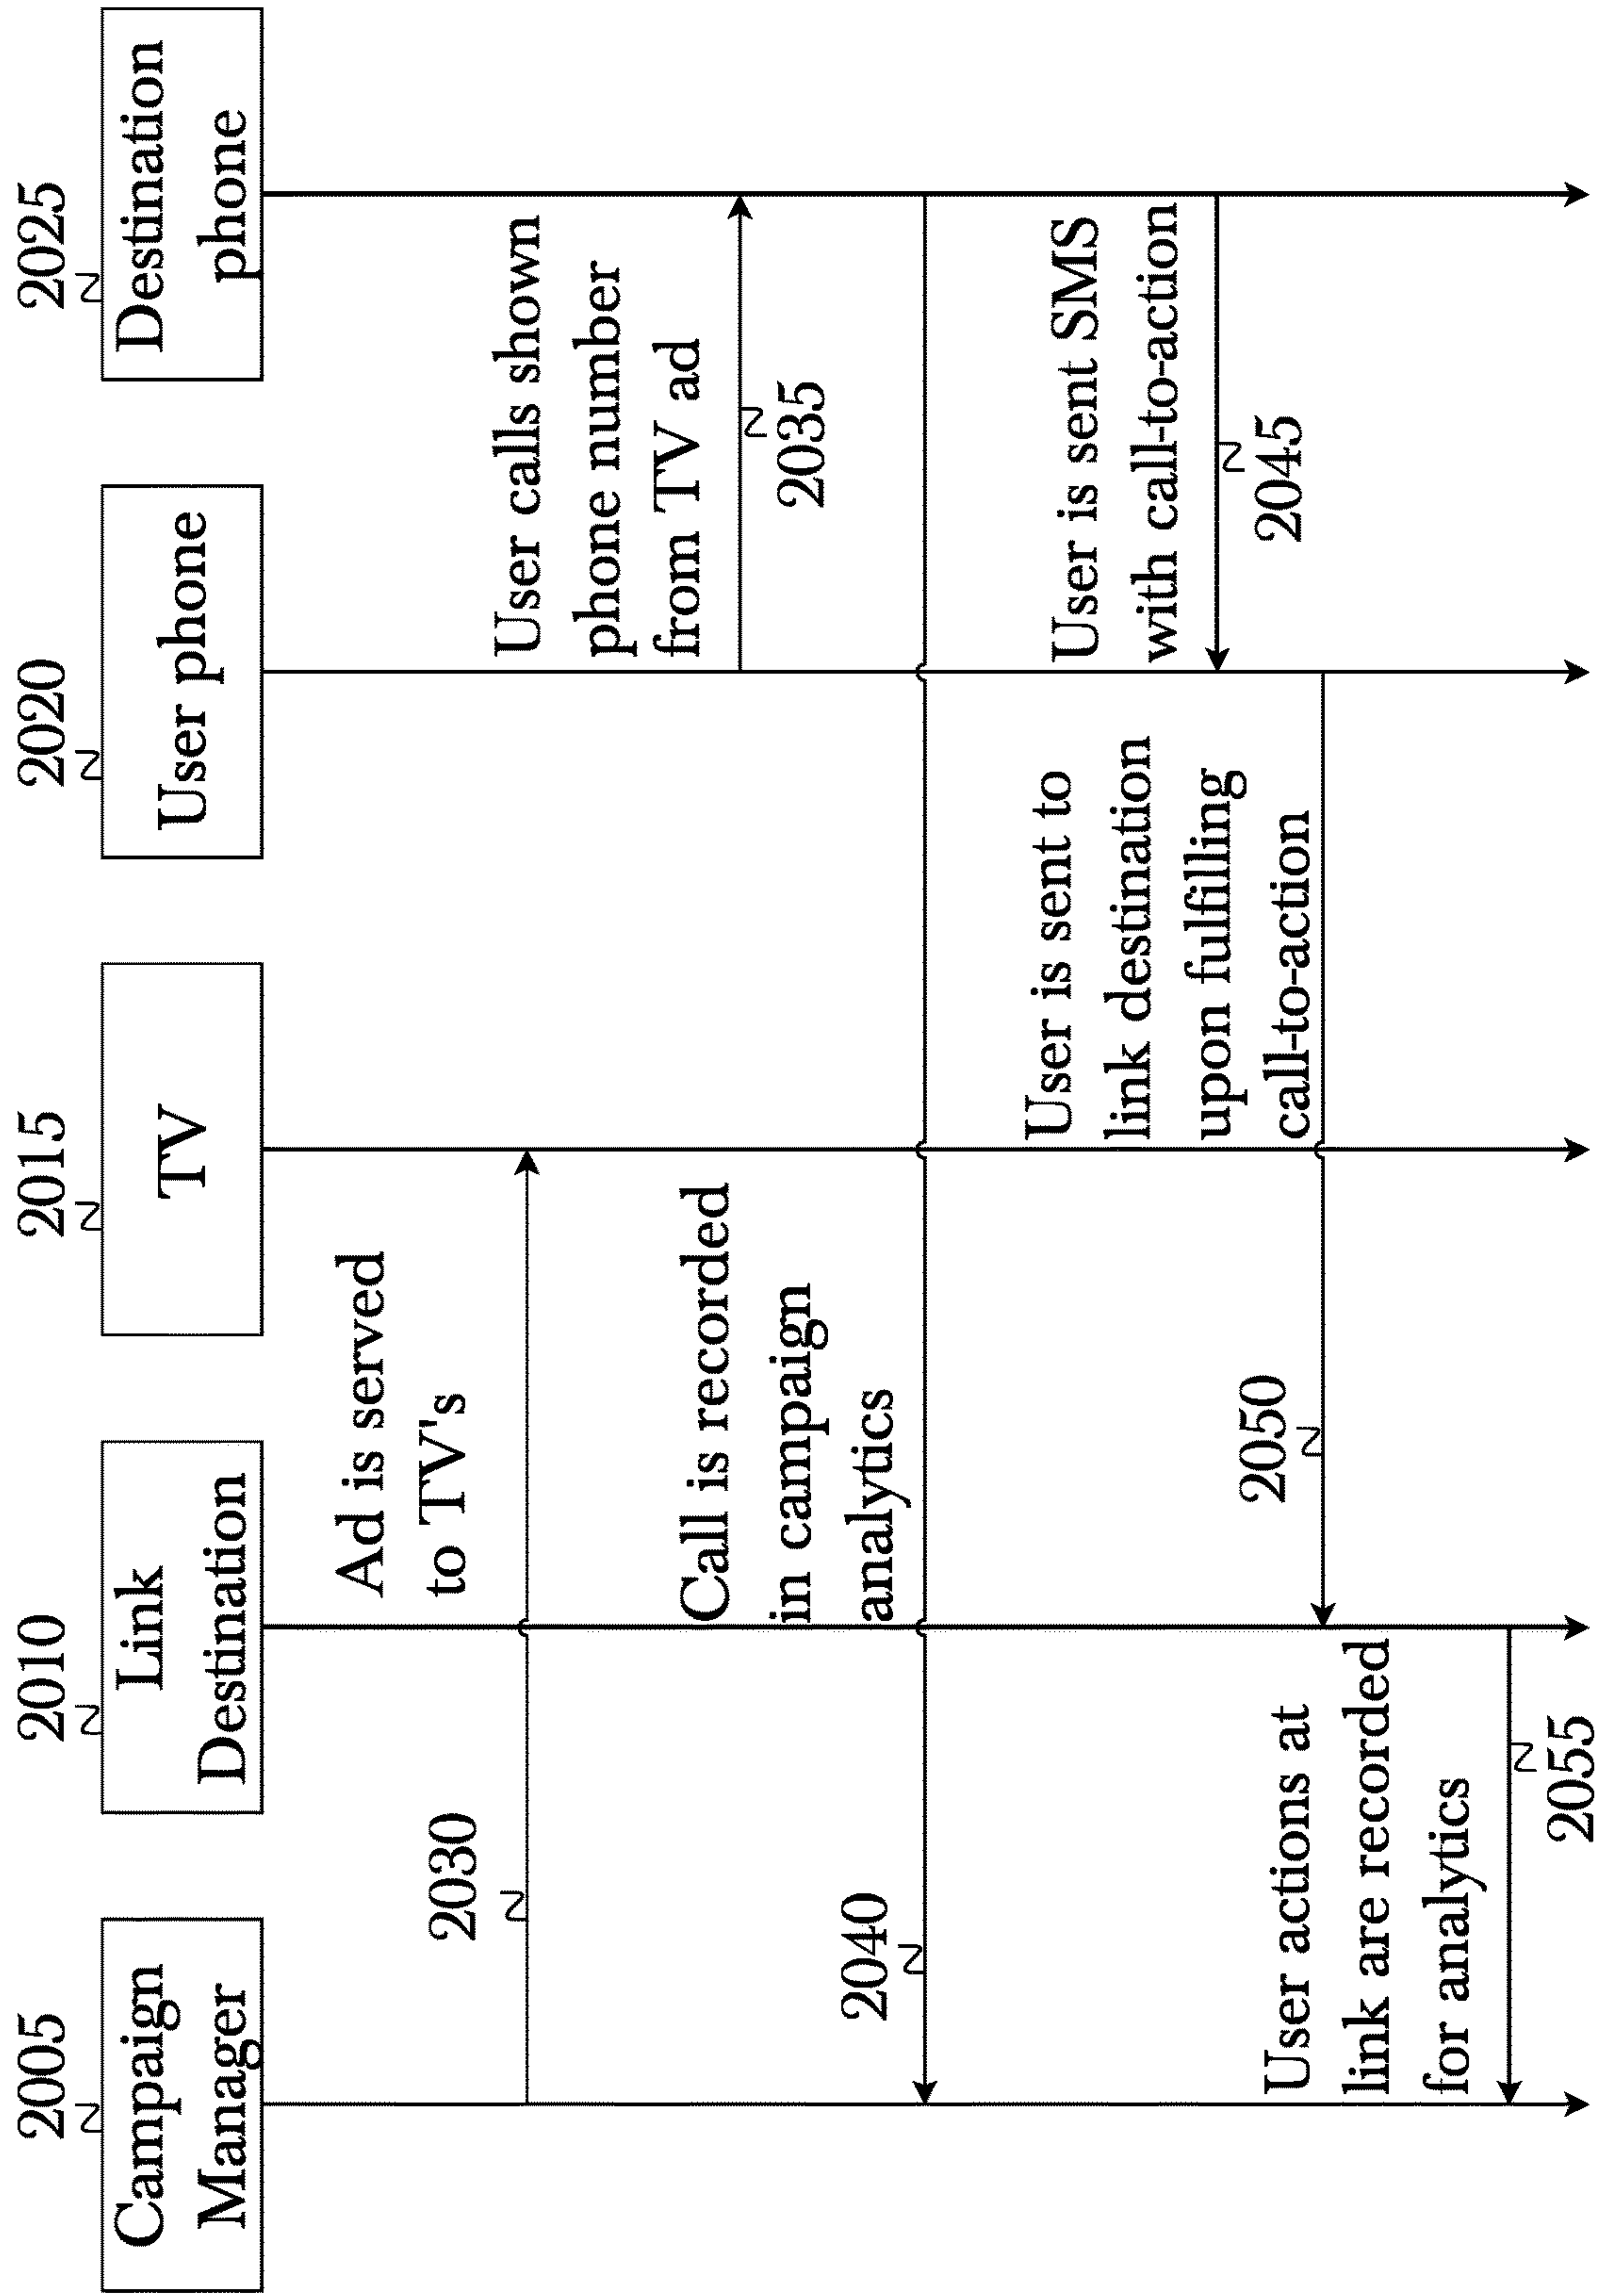 2005
Campaign
Manager
2010
Link
Destination
2015
TV
2020
User phone
2025
Destination
phone
Ad is served
to TV's
2030
User calls shown
phone number
from TV ad
2035
Call is recorded
in campaign
analytics
2040
User is sent SMS
with call-to-action
2045
User is sent to
link destination
upon fulfilling
call-to-action
2050
User actions at
link are recorded
for analytics
2055